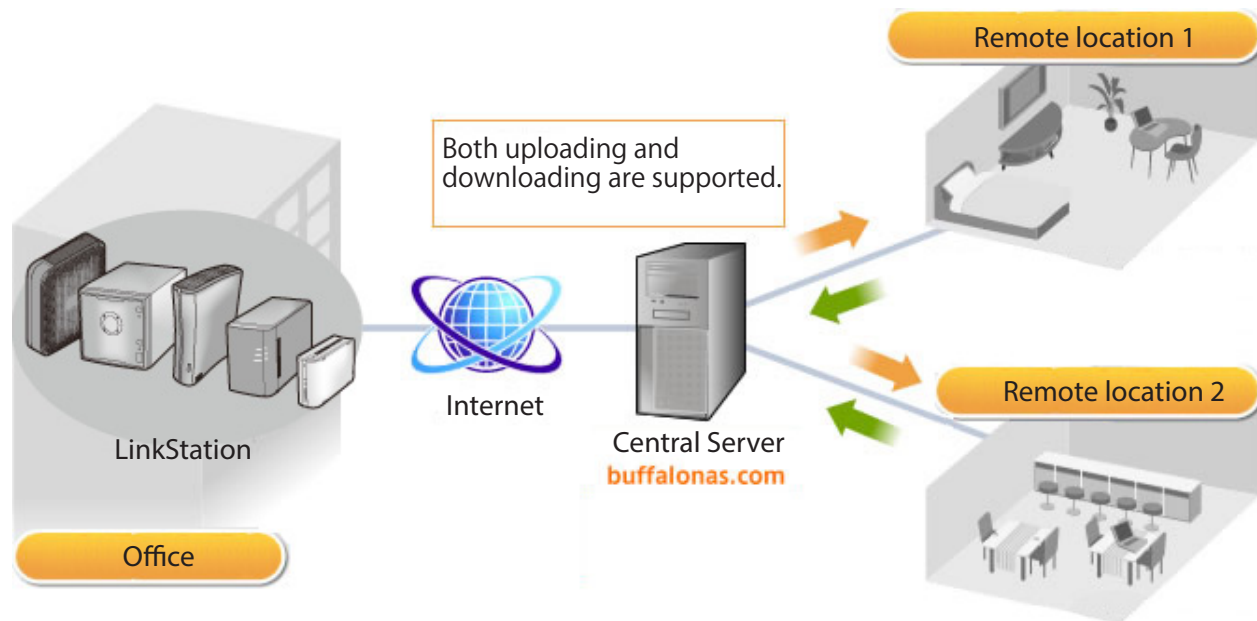 Remote location 1
Both uploading and
downloading are supported.
Internet
Central Server
buffalonas.com
Remote location 2
LinkStation
Office